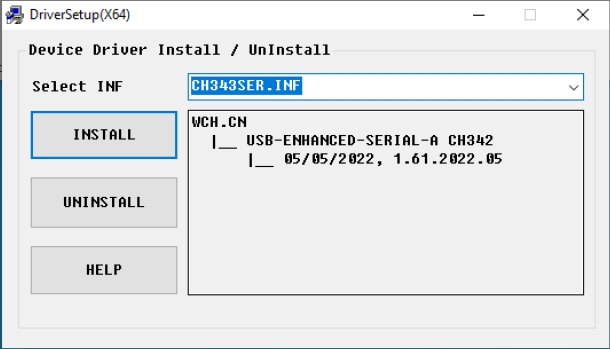 DriverSetup(X64)
Device Driver Install / UnInstall
Select INF
CH343SER.INF
INSTALL
UNINSTALL
HELP
WCH.CN
|__ USB-ENHANCED-SERIAL-A CH342
|__ 05/05/2022, 1.61.2022.05